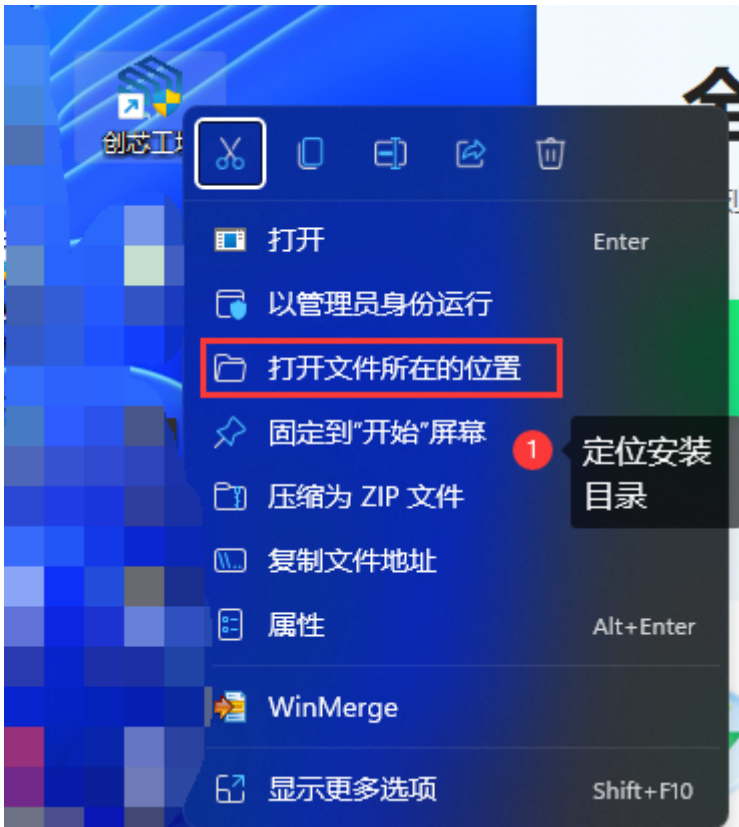 创芯工
打开 Enter
以管理员身份运行
打开文件所在的位置
固定到"开始"屏幕
1 定位安装
目录
压缩为 ZIP 文件
复制文件地址
属性 Alt+Enter
WinMerge
显示更多选项 Shift+F10